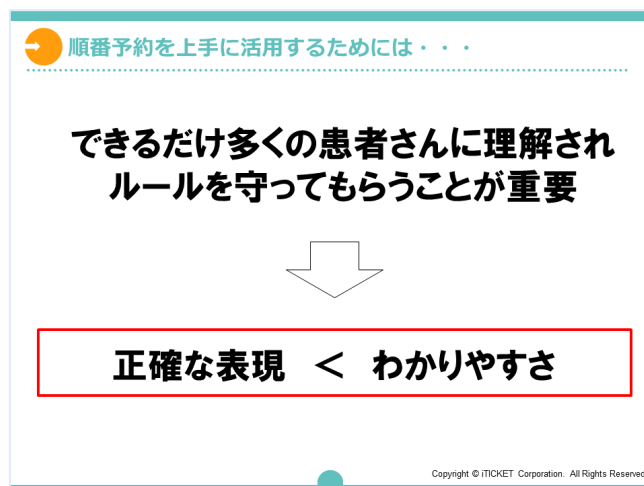 順番予約を上手に活用するためには・・・
できるだけ多くの患者さんに理解され
ルールを守ってもらうことが重要
正確な表現 < わかりやすさ
Copyright © iTICKET Corporation. All Rights Reserved